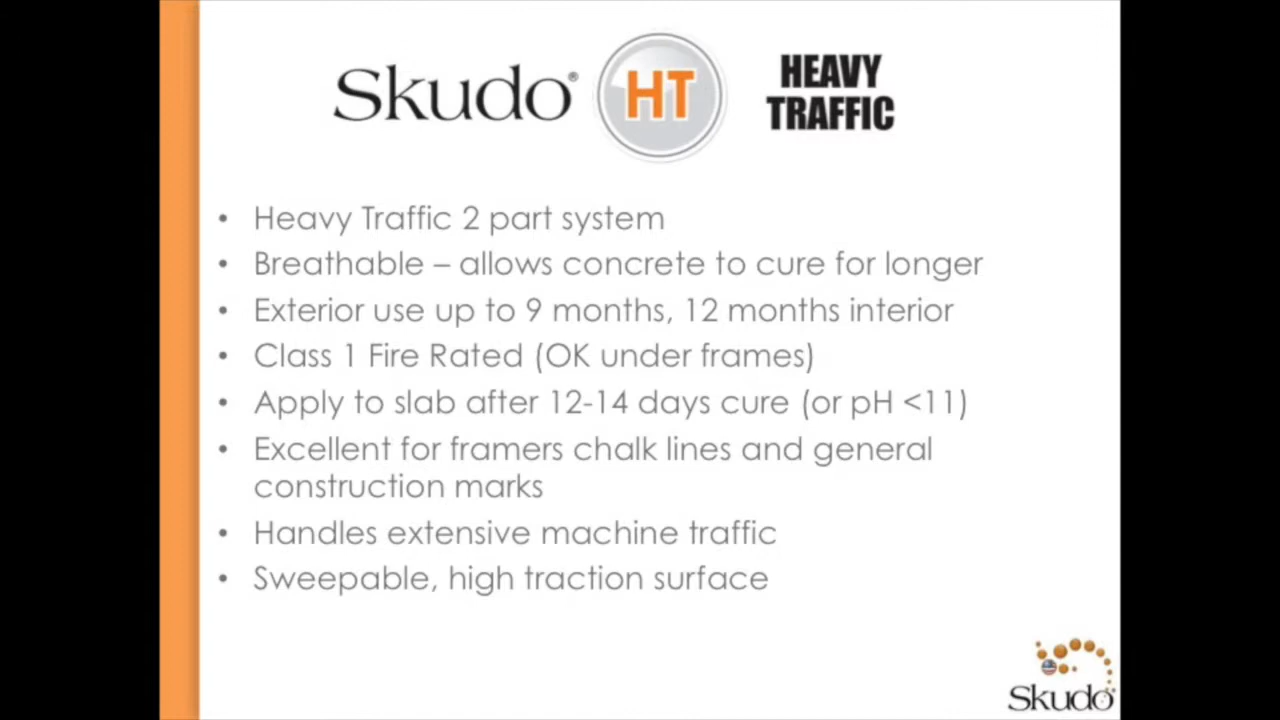 Skudo® HT HEAVY
TRAFFIC
• Heavy Traffic 2 part system
• Breathable – allows concrete to cure for longer
• Exterior use up to 9 months, 12 months interior
• Class 1 Fire Rated (OK under frames)
• Apply to slab after 12-14 days cure (or pH <11)
• Excellent for framers chalk lines and general
construction marks
• Handles extensive machine traffic
• Sweepable, high traction surface
Skudo®